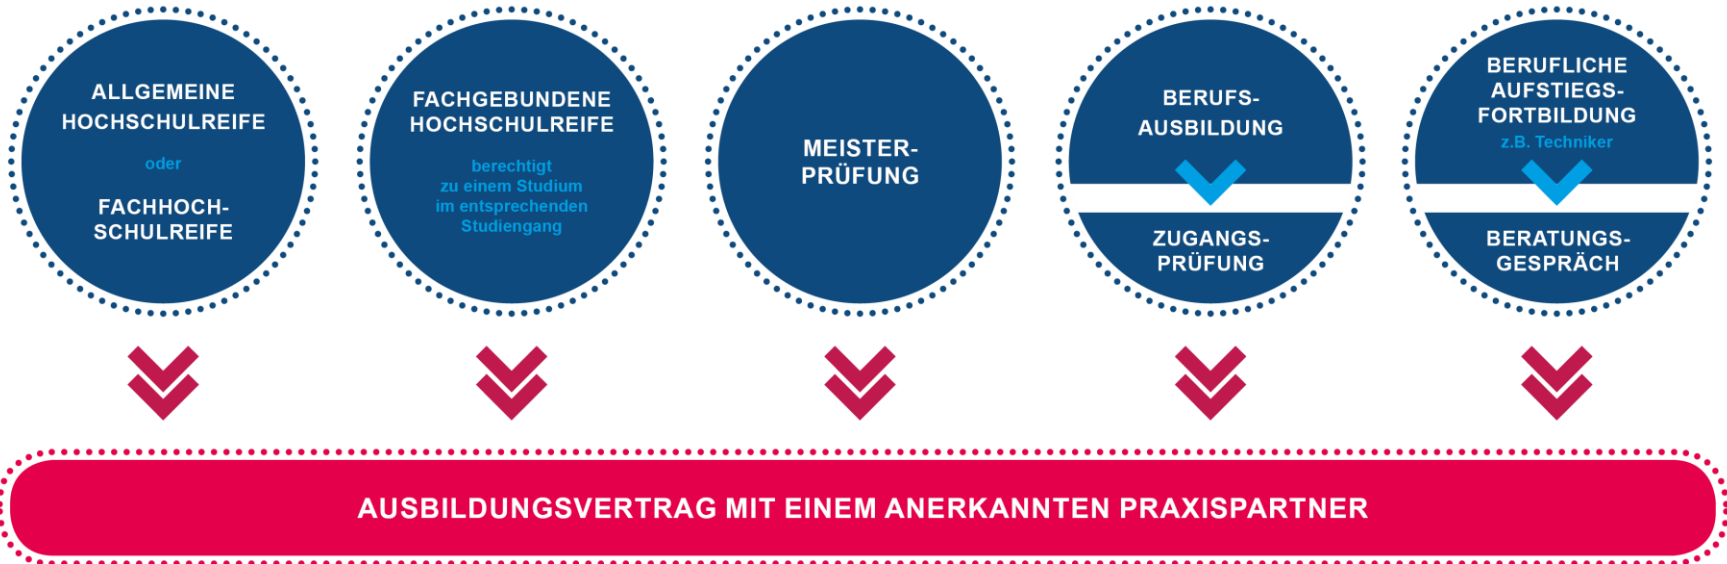 ALLGEMEINE
HOCHSCHULREIFE
oder
FACHHOCH-
SCHULREIFE
FACHGEBUNDENE
HOCHSCHULREIFE
berechtigt
zu einem Studium
im entsprechenden
Studiengang
MEISTER-
PRÜFUNG
BERUFS-
AUSBILDUNG
ZUGANGS-
PRÜFUNG
BERUFLICHE
AUFSTIEGS-
FORTBILDUNG
z.B. Techniker
BERATUNGS-
GESPRÄCH
AUSBILDUNGSVERTRAG MIT EINEM ANERKANNTEN PRAXISPARTNER